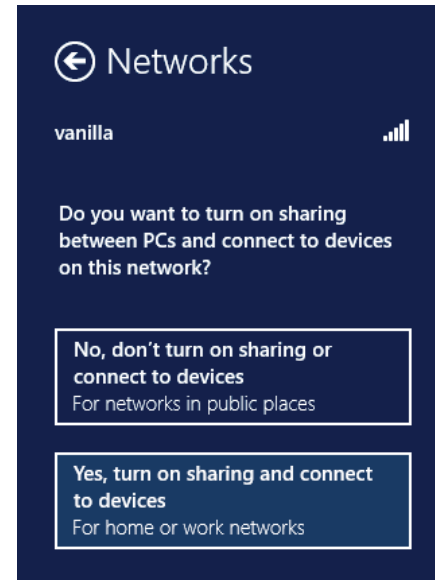 Networks
vanilla
Do you want to turn on sharing
between PCs and connect to devices
on this network?
No, don't turn on sharing or
connect to devices
For networks in public places
Yes, turn on sharing and connect
to devices
For home or work networks